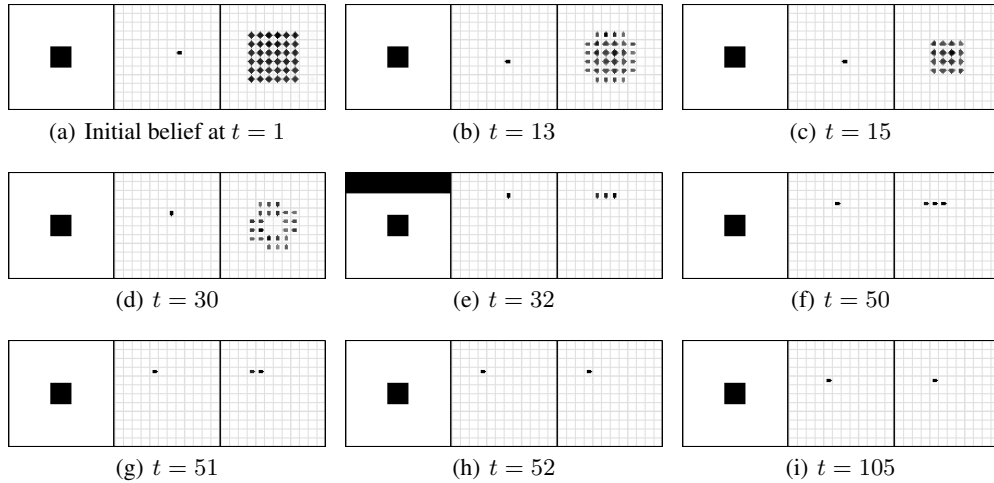 (a) Initial belief at t = 1
(b) t = 13
(c) t = 15
(d) t = 30
(e) t = 32
(f) t = 50
(g) t = 51
(h) t = 52
(i) t = 105